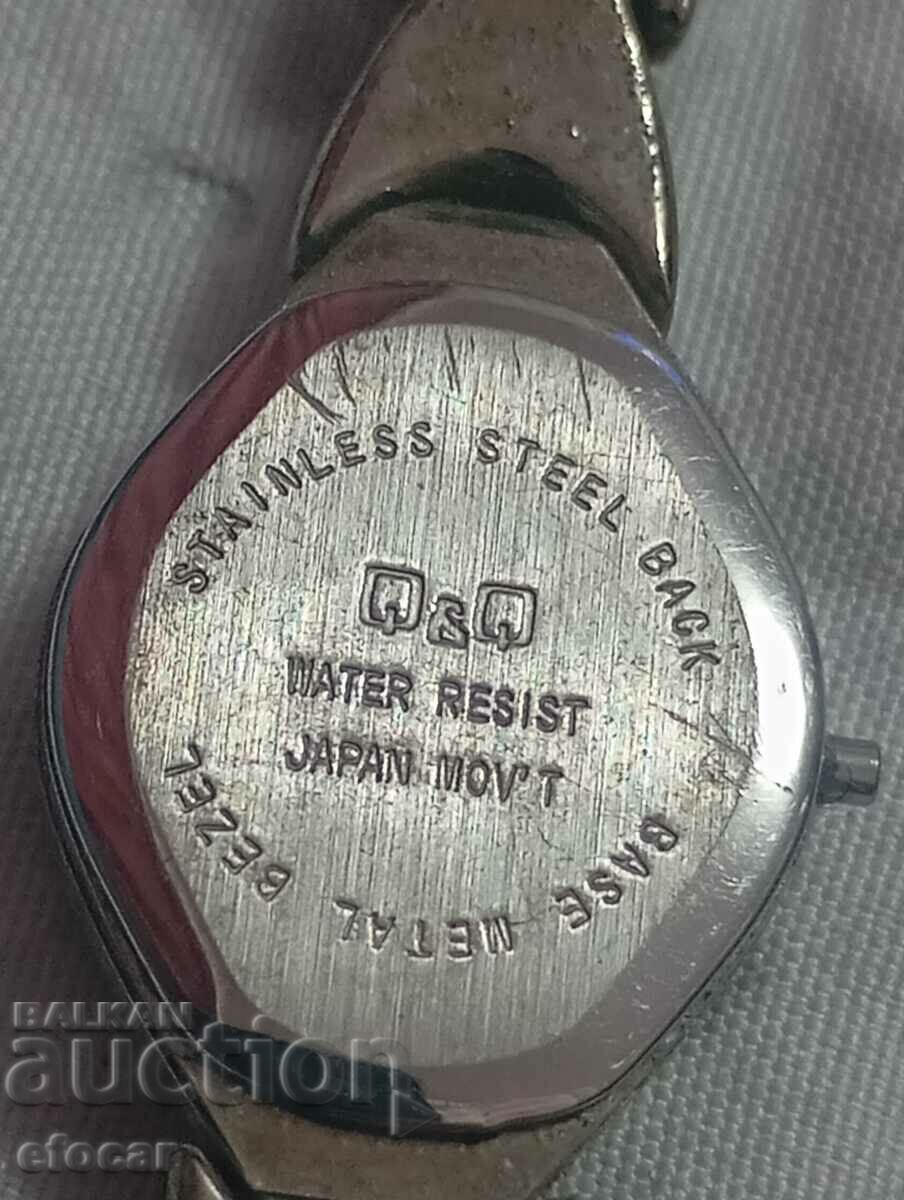 STAINLESS STEEL BACK
Q&Q
WATER RESIST
JAPAN MOV'T
BASE METAL BEZEL
BALKAN
auction
efocar